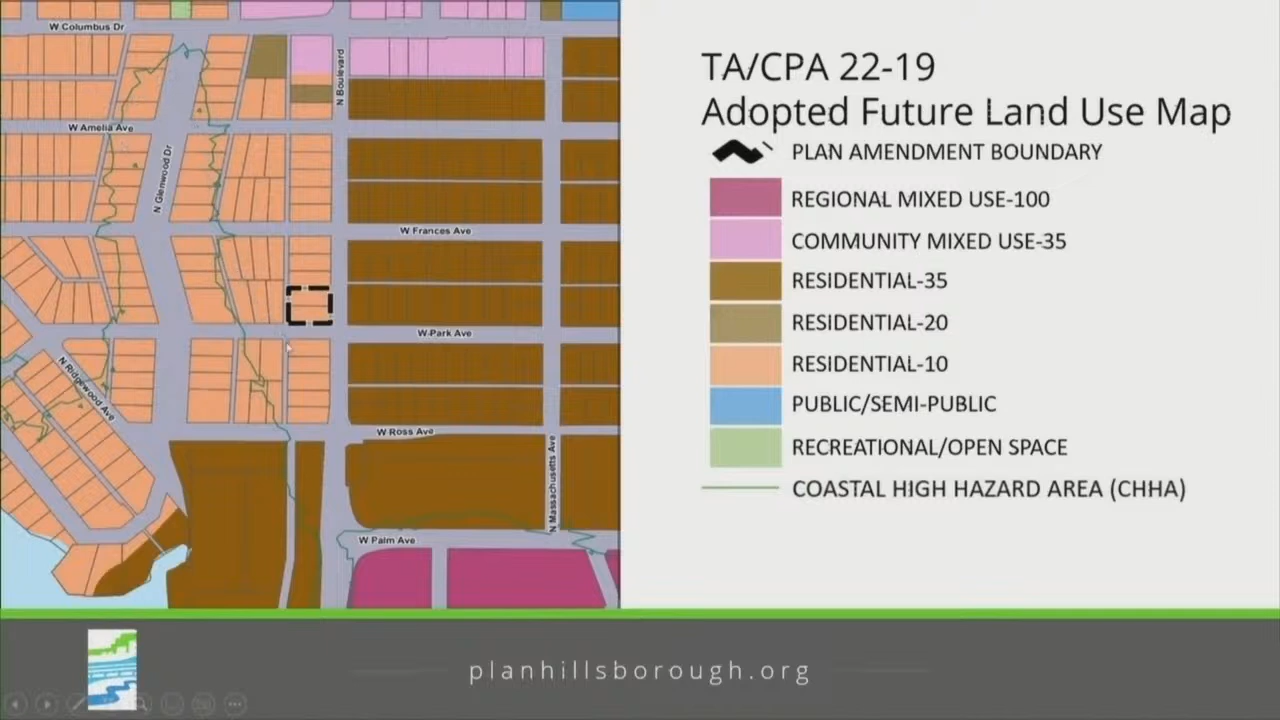 W Columbus Dr
N Boulevard
W Amelia Ave
N Glenwood Dr
W Frances Ave
W Park Ave
N Ridgewood Ave
W Ross Ave
N Massachusetts Ave
W Palm Ave
TA/CPA 22-19
Adopted Future Land Use Map
PLAN AMENDMENT BOUNDARY
REGIONAL MIXED USE-100
COMMUNITY MIXED USE-35
RESIDENTIAL-35
RESIDENTIAL-20
RESIDENTIAL-10
PUBLIC/SEMI-PUBLIC
RECREATIONAL/OPEN SPACE
COASTAL HIGH HAZARD AREA (CHHA)
planhillsborough.org